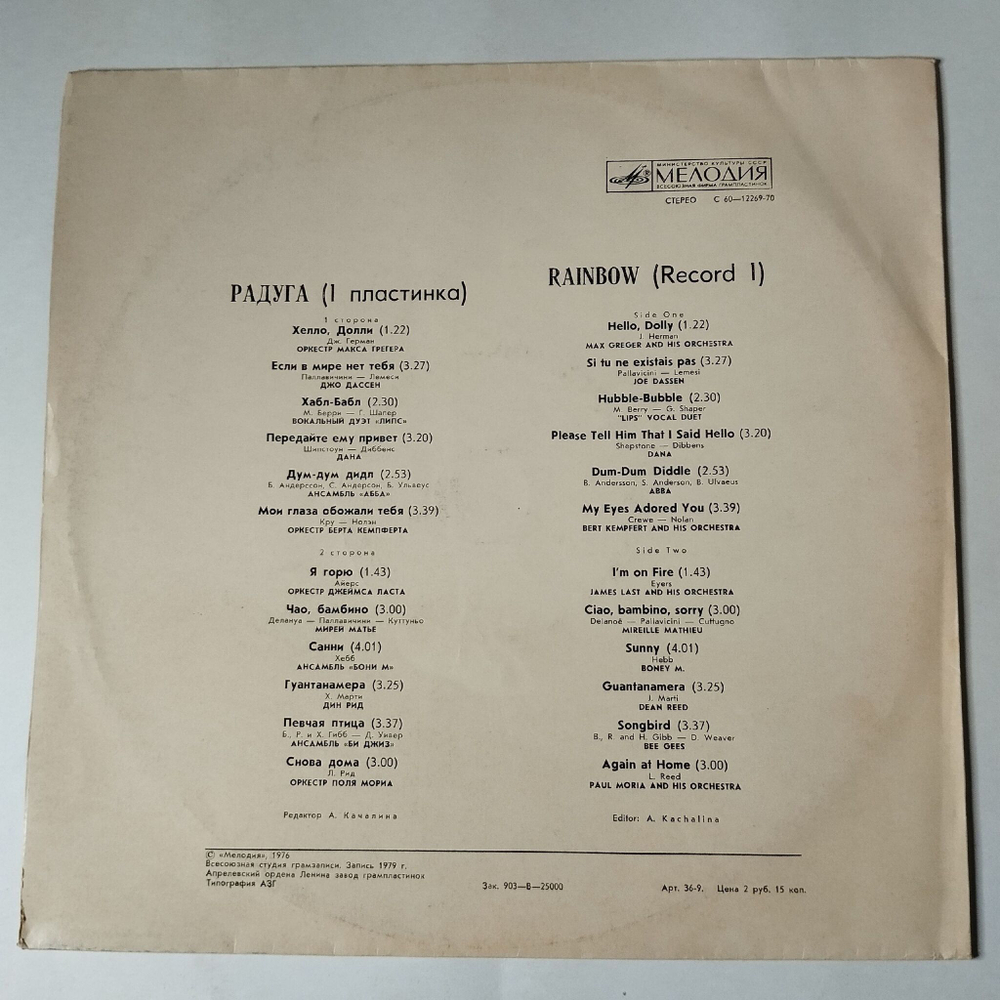 МИНИСТЕРСТВО КУЛЬТУРЫ СССР
МЕЛОДИЯ
ВСЕСОЮЗНАЯ ФИРМА ГРАМПЛАСТИНОК
СТЕРЕО С 60—12269-70
РАДУГА (I пластинка)
1 сторона
Хелло, Долли (1.22)
Дж. Герман
ОРКЕСТР МАКСА ГРЕГЕРА
Если в мире нет тебя (3.27)
Паллавичини — Лемеси
ДЖО ДАССЕН
Хабл-Бабл (2.30)
М. Берри — Г. Шапер
ВОКАЛЬНЫЙ ДУЭТ «ЛИПС»
Передайте ему привет (3.20)
Шипстоун — Диббенс
ДАНА
Дум-дум дидл (2.53)
Б. Андерссон, С. Андерсон, Б. Ульвеус
АНСАМБЛЬ «АББА»
Мои глаза обожали тебя (3.39)
Кру — Нолэн
ОРКЕСТР БЕРТА КЕМПФЕРТА
2 сторона
Я горю (1.43)
Айерс
ОРКЕСТР ДЖЕЙМСА ЛАСТА
Чао, бамбино (3.00)
Делануа — Паллавичини — Куттуньо
МИРЕЙ МАТЬЕ
Санни (4.01)
Хебб
АНСАМБЛЬ «БОНИ М»
Гуантанамера (3.25)
Х. Марти
ДИН РИД
Певчая птица (3.37)
Б., Р. и Х. Гибб — Д. Уивер
АНСАМБЛЬ «БИ ДЖИЗ»
Снова дома (3.00)
Л. Рид
ОРКЕСТР ПОЛЯ МОРИА
Редактор А. Качалина
RAINBOW (Record I)
Side One
Hello, Dolly (1.22)
J. Herman
MAX GREGER AND HIS ORCHESTRA
Si tu ne existais pas (3.27)
Pallavicini — Lemesi
JOE DASSEN
Hubble-Bubble (2.30)
M. Berry — G. Shaper
"LIPS" VOCAL DUET
Please Tell Him That I Said Hello (3.20)
Shepstone — Dibbens
DANA
Dum-Dum Diddle (2.53)
B. Andersson, S. Anderson, B. Ulvaeus
ABBA
My Eyes Adored You (3.39)
Crewe — Nolan
BERT KEMPFERT AND HIS ORCHESTRA
Side Two
I'm on Fire (1.43)
Eyers
JAMES LAST AND HIS ORCHESTRA
Ciao, bambino, sorry (3.00)
Delanoë — Pallavicini — Cuttugno
MIREILLE MATHIEU
Sunny (4.01)
Hebb
BONEY M.
Guantanamera (3.25)
J. Marti
DEAN REED
Songbird (3.37)
B., R. and H. Gibb — D. Weaver
BEE GEES
Again at Home (3.00)
L. Reed
PAUL MORIA AND HIS ORCHESTRA
Editor: A. Kachalina
© «Мелодия», 1976
Всесоюзная студия грамзаписи. Запись 1979 г.
Апрелевский ордена Ленина завод грампластинок
Типография АЗГ
Зак. 903—В—25000
Арт. 36-9. Цена 2 руб. 15 коп.